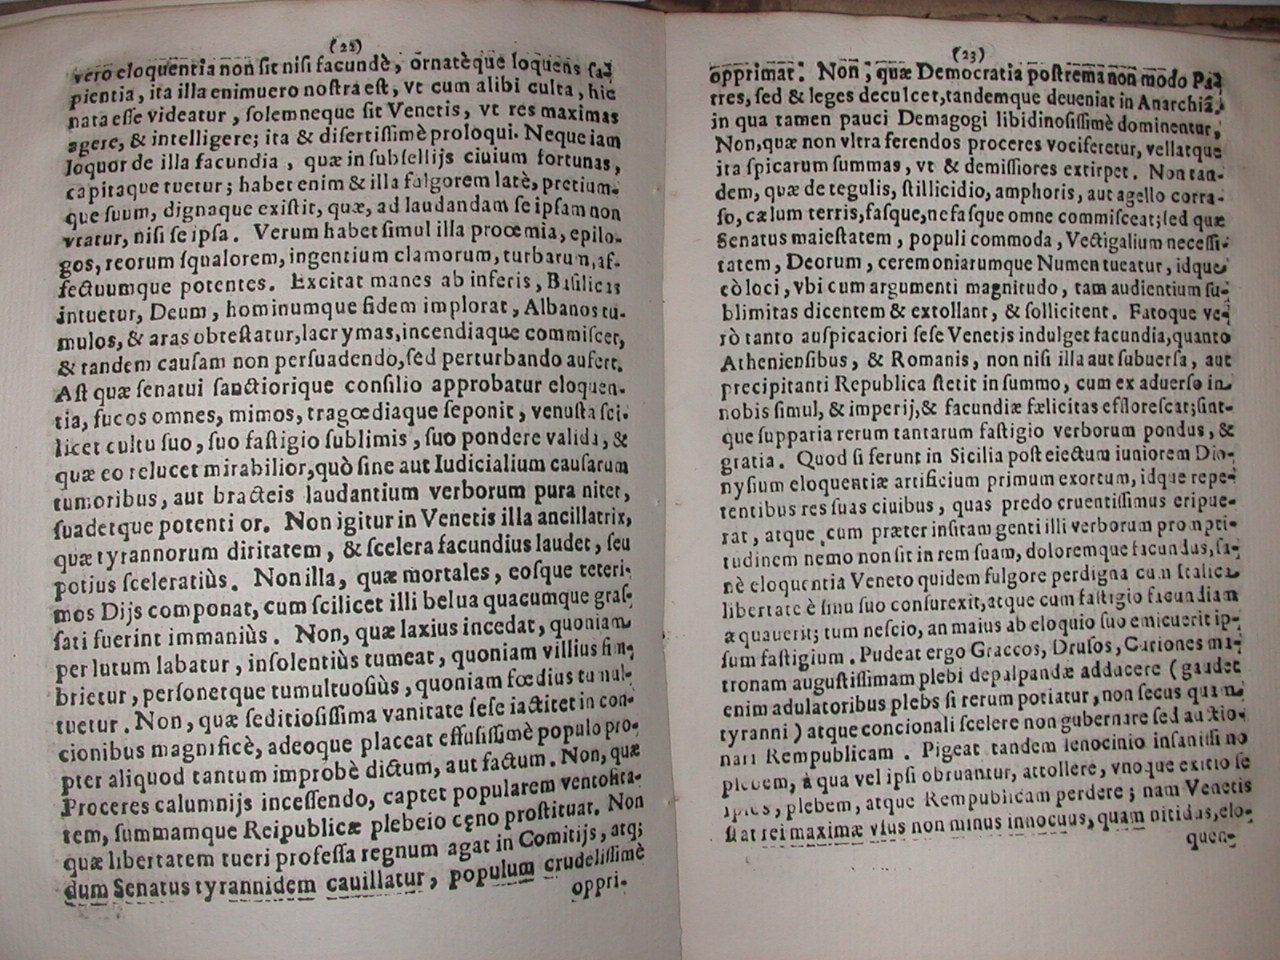 (22)
vero eloquentia non sit nisi facundè, ornatèque loquens sa-
pientia, ita illa enimuero nostra est, vt cum alibi culta, hic
nata esse videatur, solemneque sit Venetis, vt res maximas
agere, & intelligere; ita & disertissimè proloqui. Neque iam
loquor de illa facundia, quæ in subsellijs ciuium fortunas,
capitaque tuetur; habet enim & illa fulgorem latè, pretium-
que suum, dignaque existit, quæ, ad laudandam se ipsam non
vtatur, nisi se ipsa. Verum habet simul illa proœmia, epilo-
gos, reorum squalorem, ingentium clamorum, turbarum, af-
fectuumque potentes. Excitat manes ab inferis, Basilicas
intuetur, Deum, hominumque fidem implorat, Albanos tu-
mulos, & aras obtestatur, lacrymas, incendiaque commiscet,
& tandem causam non persuadendo, sed perturbando aufert.
Ast quæ senatui sanctiorique consilio approbatur eloquen-
tia, fucos omnes, mimos, tragœdiaque seponit, venusta sci-
licet cultu suo, suo fastigio sublimis, suo pondere valida, &
quæ eo relucet mirabilior, quò sine aut Iudicialium causarum
tumoribus, aut bracteis laudantium verborum pura nitet,
suadetque potentior. Non igitur in Venetis illa ancillatrix,
quæ tyrannorum diritatem, & scelera facundius laudet, seu
potius sceleratiùs. Non illa, quæ mortales, eosque teteri-
mos Dijs componat, cum scilicet illi belua quacumque gras-
sati fuerint immaniùs. Non, quæ laxius incedat, quoniam
per lutum labatur, insolentiùs tumeat, quoniam villius fim-
brietur, personetque tumultuosiùs, quoniam fœdius tumul-
tuetur. Non, quæ seditiosissima vanitate sese iactitet in con-
cionibus magnificè, adeoque placeat effusissimè populo pro-
pter aliquod tantum improbè dictum, aut factum. Non, quæ
Proceres calumnijs incessendo, captet popularem ventosita-
tem, summamque Reipublicæ plebeio cęno prostituat. Non
quæ libertatem tueri professa regnum agat in Comitijs, atq;
dum Senatus tyrannidem cauillatur, populum crudelissimè
oppri-
(23)
opprimat. Non, quæ Democratia postrema non modo Pa-
tres, sed & leges deculcet, tandemque deueniat in Anarchiã,
in qua tamen pauci Demagogi libidinosissimè dominentur,
Non, quæ non vltra ferendos proceres vociferetur, vellatque
ita spicarum summas, vt & demissiores extirpet. Non tan-
dem, quæ de tegulis, stillicidio, amphoris, aut agello corra-
so, cælum terris, fasque, nefasque omne commisceat; sed quæ
Senatus maiestatem, populi commoda, Vectigalium necessi-
tatem, Deorum, ceremoniarumque Numen tueatur, idque
cò loci, vbi cum argumenti magnitudo, tam audientium su-
blimitas dicentem & extollant, & sollicitent. Fatoque ve-
rò tanto auspicaciori sese Venetis indulget facundia, quanto
Atheniensibus, & Romanis, non nisi illa aut subuersa, aut
precipitanti Republica stetit in summo, cum ex aduerso in
nobis simul, & imperij, & facundiæ fælicitas efflorescat; sint-
que supparia rerum tantarum fastigio verborum pondus, &
gratia. Quod si ferunt in Sicilia post eiectum iuniorem Dio-
nysium eloquentiæ artificium primum exortum, idque repe-
tentibus res suas ciuibus, quas predo cruentissimus eripue-
rat, atque cum præter insitam genti illi verborum prompti-
tudinem nemo non sit in rem suam, doloremque facundus, sa-
nè eloquentia Veneto quidem fulgore perdigna cum Italica
libertate è sinu suo consurexit, atque cum fastigio facundiam
æquauerit; tum nescio, an maius ab eloquio suo emicuerit ip-
sum fastigium. Pudeat ergo Graccos, Drusos, Curiones ma-
tronam augustissimam plebi depalpandæ adducere (gaudet
enim adulatoribus plebs si rerum potiatur, non secus quam
tyranni) atque concionali scelere non gubernare sed auctio-
nari Rempublicam. Pigeat tandem lenocinio insanissimo
plebem, à qua vel ipsi obruantur, attollere, vnoque exitio se
ipsos, plebem, atque Rempublicam perdere; nam Venetis
stat rei maximæ vsus non minus innocuus, quam nitidus, elo-
quen-